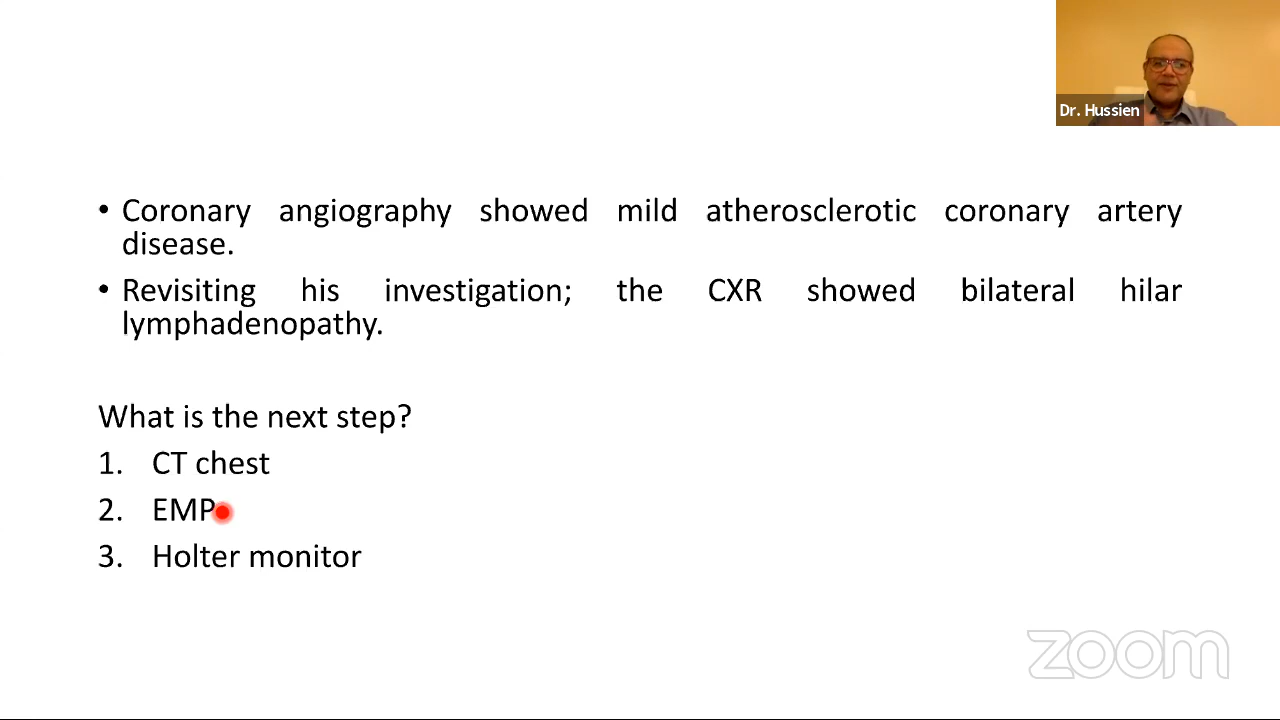 Dr. Hussien
• Coronary angiography showed mild atherosclerotic coronary artery
disease.
• Revisiting his investigation; the CXR showed bilateral hilar
lymphadenopathy.
What is the next step?
1. CT chest
2. EMP
3. Holter monitor
zoom